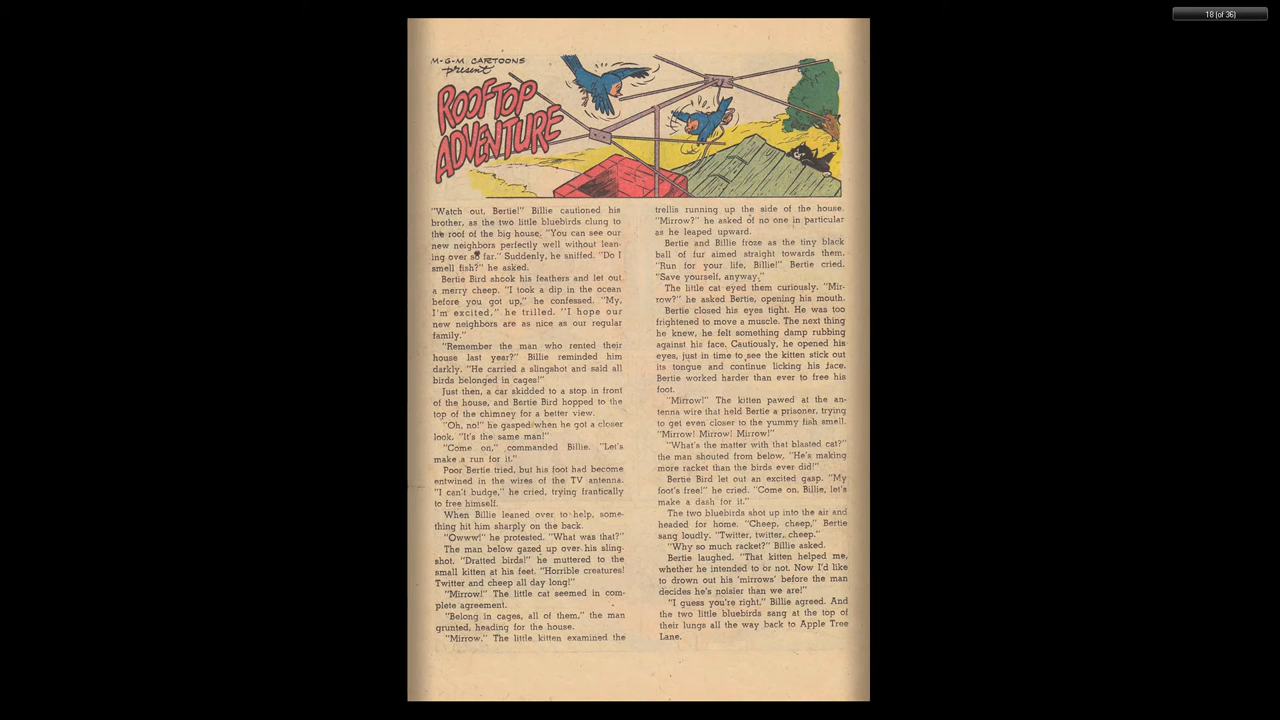 18 (of 36)
M-G-M CARTOONS
present
ROOFTOP
ADVENTURE
"Watch out, Bertie!" Billie cautioned his
brother, as the two little bluebirds clung to
the roof of the big house. "You can see our
new neighbors perfectly well without lean-
ing over so far." Suddenly, he sniffed. "Do I
smell fish?" he asked.
Bertie Bird shook his feathers and let out
a merry cheep. "I took a dip in the ocean
before you got up," he confessed. "My,
I'm excited," he trilled. "I hope our
new neighbors are as nice as our regular
family."
"Remember the man who rented their
house last year?" Billie reminded him
darkly. "He carried a slingshot and said all
birds belonged in cages!"
Just then, a car skidded to a stop in front
of the house, and Bertie Bird hopped to the
top of the chimney for a better view.
"Oh, no!" he gasped when he got a closer
look. "It's the same man!"
"Come on," commanded Billie. "Let's
make a run for it."
Poor Bertie tried, but his foot had become
entwined in the wires of the TV antenna.
"I can't budge," he cried, trying frantically
to free himself.
When Billie leaned over to help, some-
thing hit him sharply on the back.
"Owww!" he protested. "What was that?"
The man below gazed up over his sling-
shot. "Dratted birds!" he muttered to the
small kitten at his feet. "Horrible creatures!
Twitter and cheep all day long!"
"Mirrow!" The little cat seemed in com-
plete agreement.
"Belong in cages, all of them," the man
grunted, heading for the house.
"Mirrow." The little kitten examined the
trellis running up the side of the house.
"Mirrow?" he asked of no one in particular
as he leaped upward.
Bertie and Billie froze as the tiny black
ball of fur aimed straight towards them.
"Run for your life, Billie!" Bertie cried.
"Save yourself, anyway."
The little cat eyed them curiously. "Mir-
row?" he asked Bertie, opening his mouth.
Bertie closed his eyes tight. He was too
frightened to move a muscle. The next thing
he knew, he felt something damp rubbing
against his face. Cautiously, he opened his
eyes, just in time to see the kitten stick out
its tongue and continue licking his face.
Bertie worked harder than ever to free his
foot.
"Mirrow!" The kitten pawed at the an-
tenna wire that held Bertie a prisoner, trying
to get even closer to the yummy fish smell.
"Mirrow! Mirrow! Mirrow!"
"What's the matter with that blasted cat?"
the man shouted from below, "He's making
more racket than the birds ever did!"
Bertie Bird let out an excited gasp. "My
foot's free!" he cried. "Come on, Billie, let's
make a dash for it."
The two bluebirds shot up into the air and
headed for home. "Cheep, cheep," Bertie
sang loudly. "Twitter, twitter, cheep."
"Why so much racket?" Billie asked.
Bertie laughed. "That kitten helped me,
whether he intended to or not. Now I'd like
to drown out his 'mirrows' before the man
decides he's noisier than we are!"
"I guess you're right," Billie agreed. And
the two little bluebirds sang at the top of
their lungs all the way back to Apple Tree
Lane.